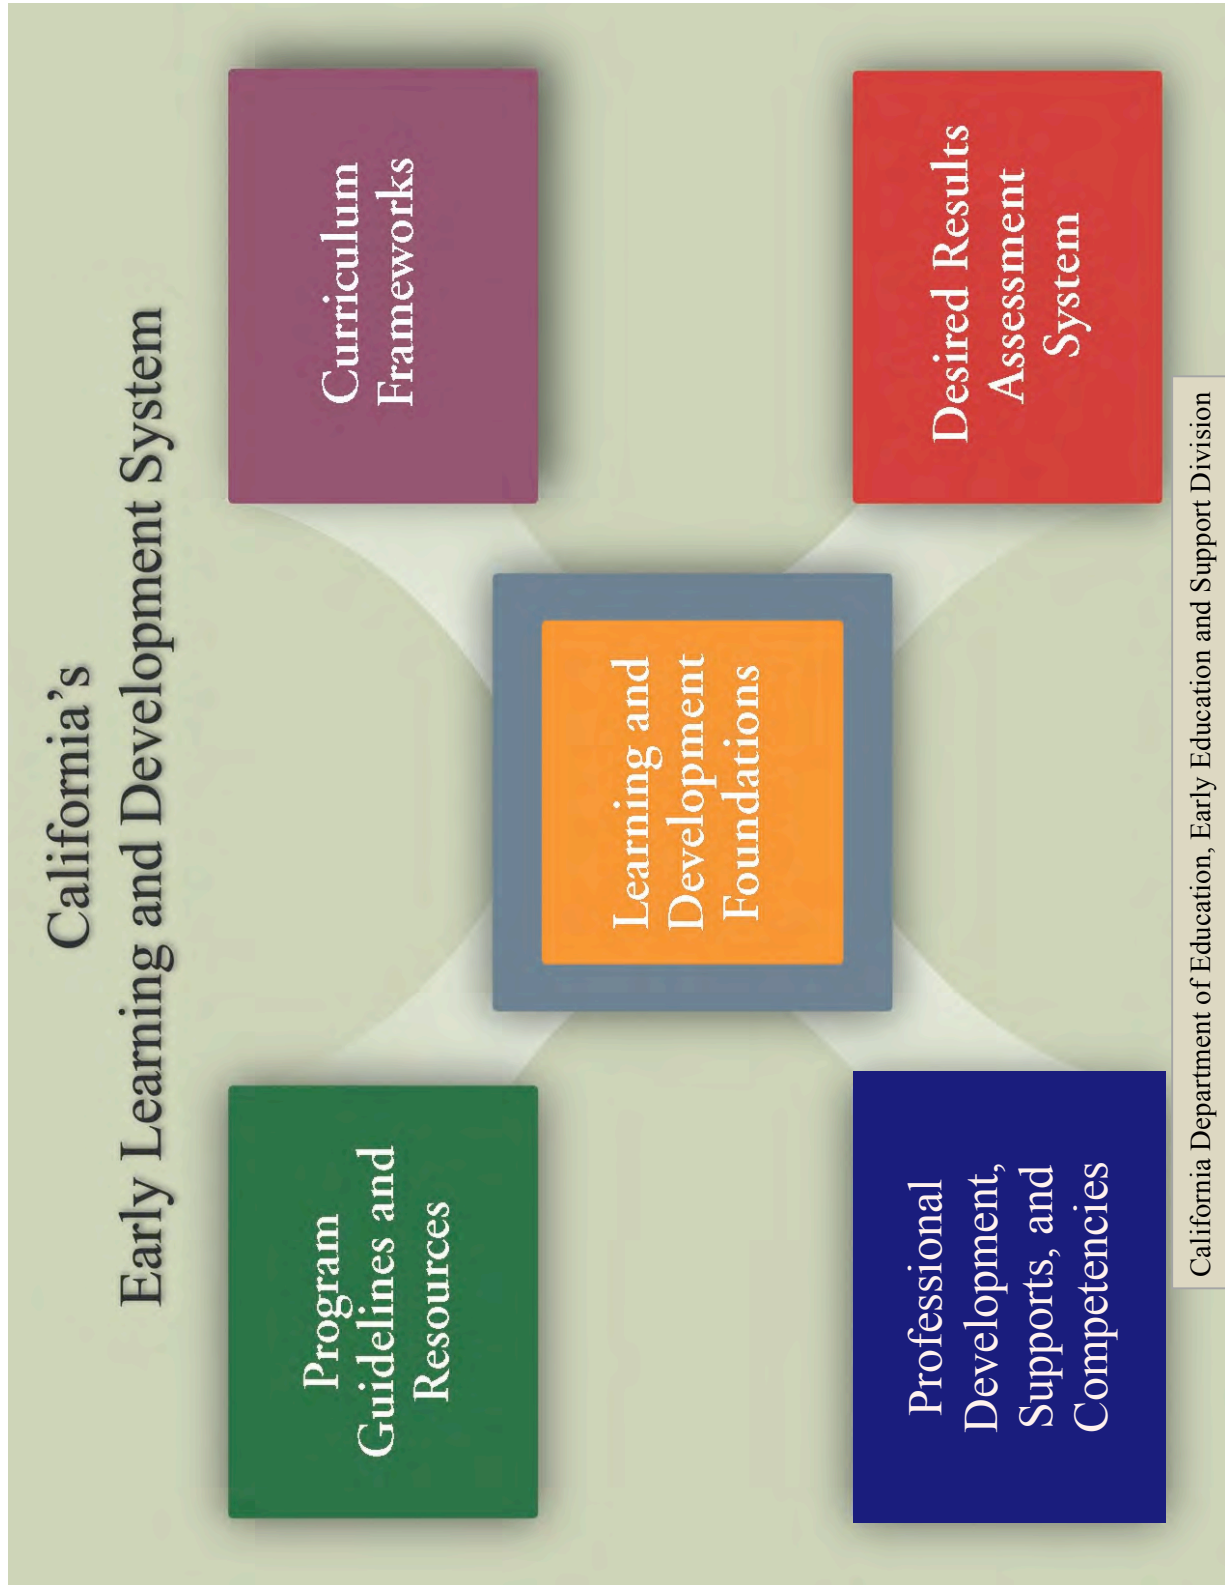 California's
Early Learning and Development System
Program
Guidelines and
Resources
Curriculum
Frameworks
Learning and
Development
Foundations
Professional
Development,
Supports, and
Competencies
Desired Results
Assessment
System
California Department of Education, Early Education and Support Division